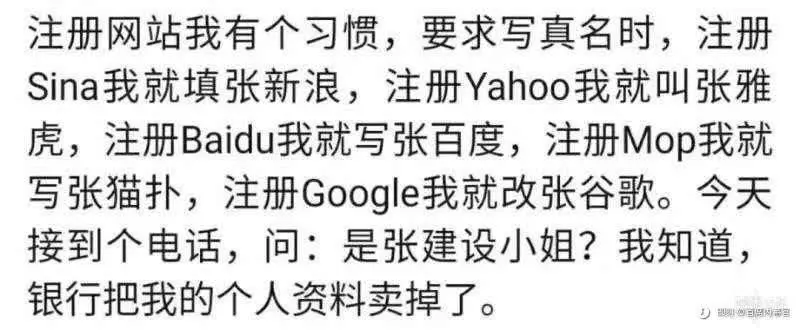 注册网站我有个习惯，要求写真名时，注册
Sina我就填张新浪，注册Yahoo我就叫张雅
虎，注册Baidu我就写张百度，注册Mop我就
写张猫扑，注册Google我就改张谷歌。今天
接到个电话，问：是张建设小姐？我知道，
银行把我的个人资料卖掉了。